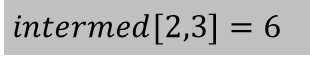 intermed[2,3] = 6